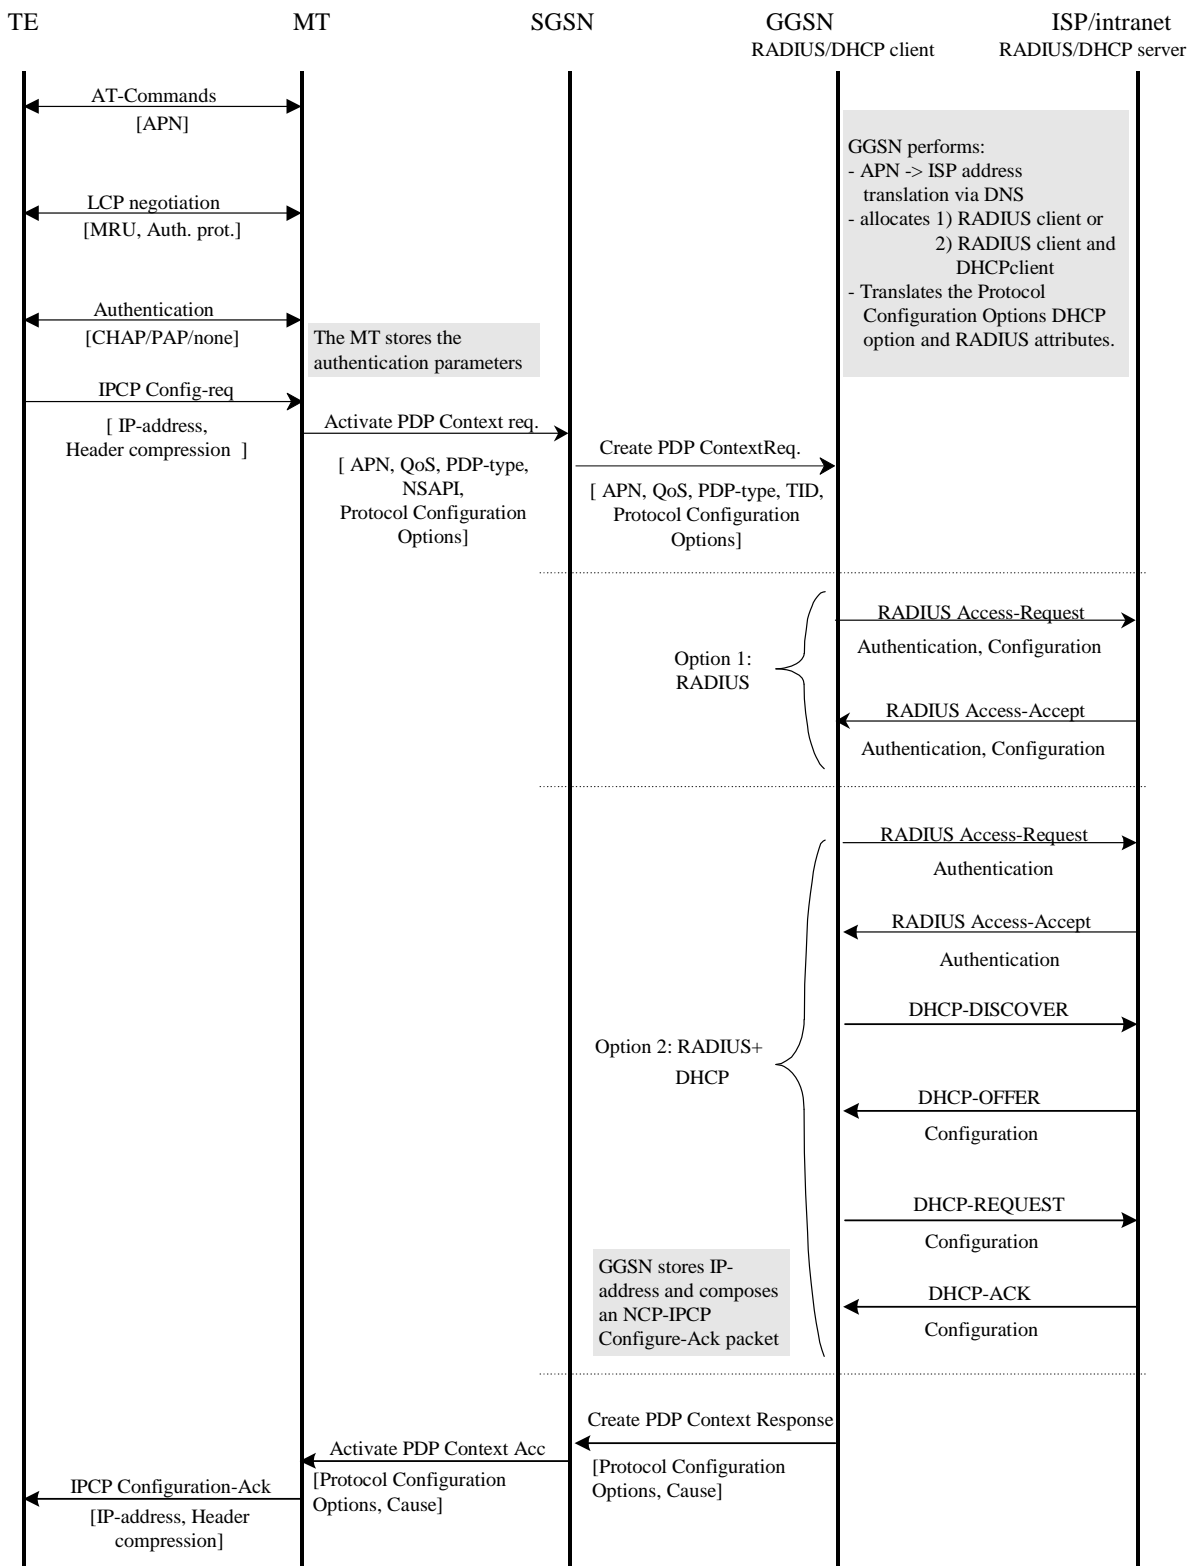 TE MT SGSN GGSN ISP/intranet
RADIUS/DHCP client RADIUS/DHCP server
AT-Commands
[APN]
GGSN performs:
- APN -> ISP address
translation via DNS
- allocates 1) RADIUS client or
2) RADIUS client and
DHCPclient
- Translates the Protocol
Configuration Options DHCP
option and RADIUS attributes.
LCP negotiation
[MRU, Auth. prot.]
Authentication
[CHAP/PAP/none]
The MT stores the
authentication parameters
IPCP Config-req
[ IP-address,
Header compression ]
Activate PDP Context req.
[ APN, QoS, PDP-type,
NSAPI,
Protocol Configuration
Options]
Create PDP ContextReq.
[ APN, QoS, PDP-type, TID,
Protocol Configuration
Options]
Option 1:
RADIUS
RADIUS Access-Request
Authentication, Configuration
RADIUS Access-Accept
Authentication, Configuration
Option 2: RADIUS+
DHCP
RADIUS Access-Request
Authentication
RADIUS Access-Accept
Authentication
DHCP-DISCOVER
DHCP-OFFER
Configuration
DHCP-REQUEST
Configuration
DHCP-ACK
Configuration
GGSN stores IP-
address and composes
an NCP-IPCP
Configure-Ack packet
Create PDP Context Response
[Protocol Configuration
Options, Cause]
Activate PDP Context Acc
[Protocol Configuration
Options, Cause]
IPCP Configuration-Ack
[IP-address, Header
compression]